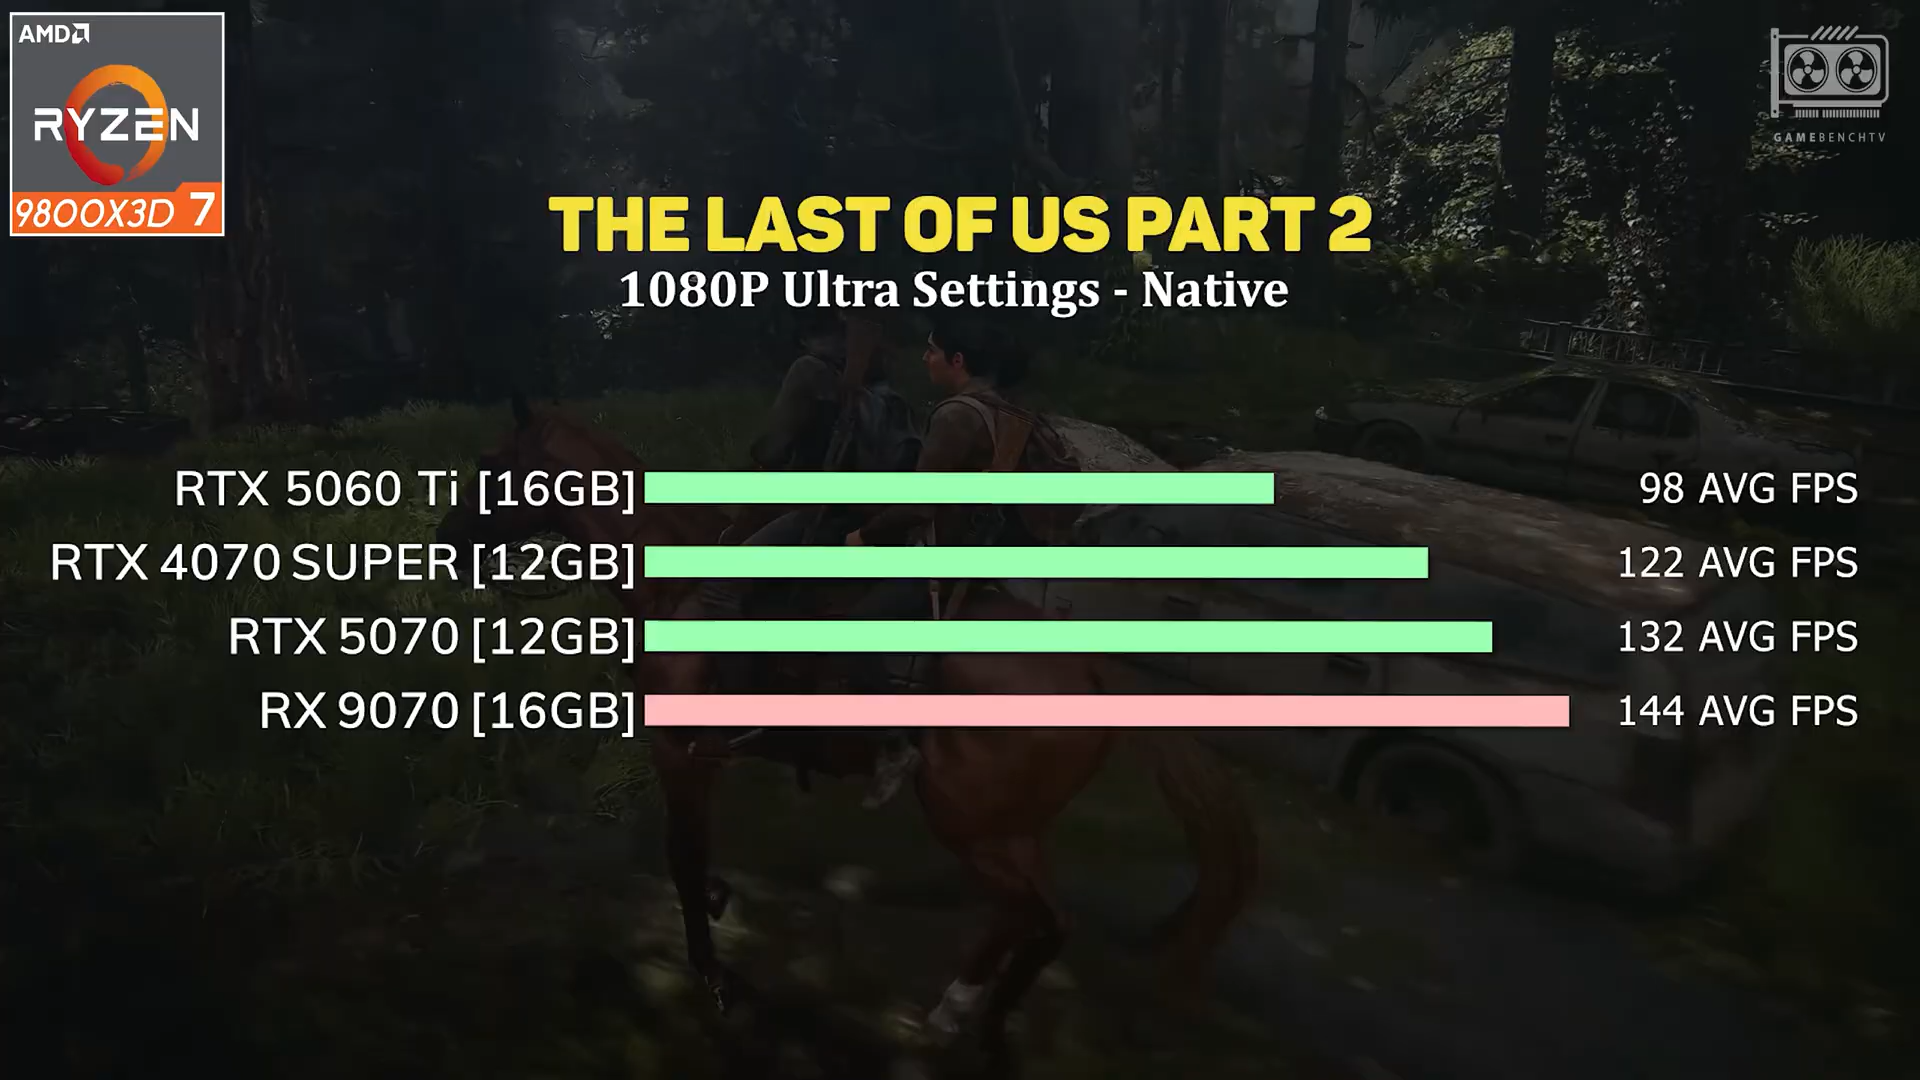 AMD
RYZEN
9800X3D 7
GAMEBENCHTV
THE LAST OF US PART 2
1080P Ultra Settings - Native
RTX 5060 Ti [16GB] 98 AVG FPS
RTX 4070 SUPER [12GB] 122 AVG FPS
RTX 5070 [12GB] 132 AVG FPS
RX 9070 [16GB] 144 AVG FPS